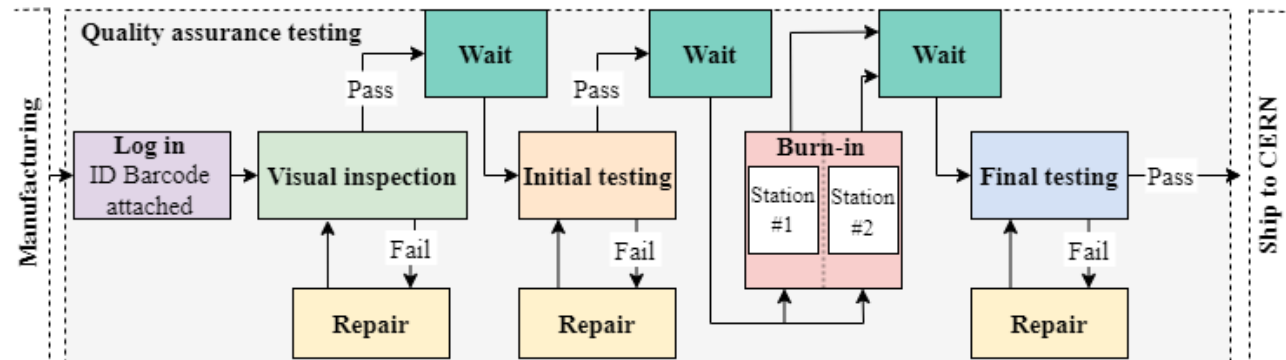 Manufacturing
Quality assurance testing
Log in
ID Barcode
attached
Visual inspection
Pass
Fail
Repair
Wait
Initial testing
Pass
Fail
Repair
Wait
Burn-in
Station
#1
Station
#2
Wait
Final testing
Pass
Fail
Repair
Ship to CERN